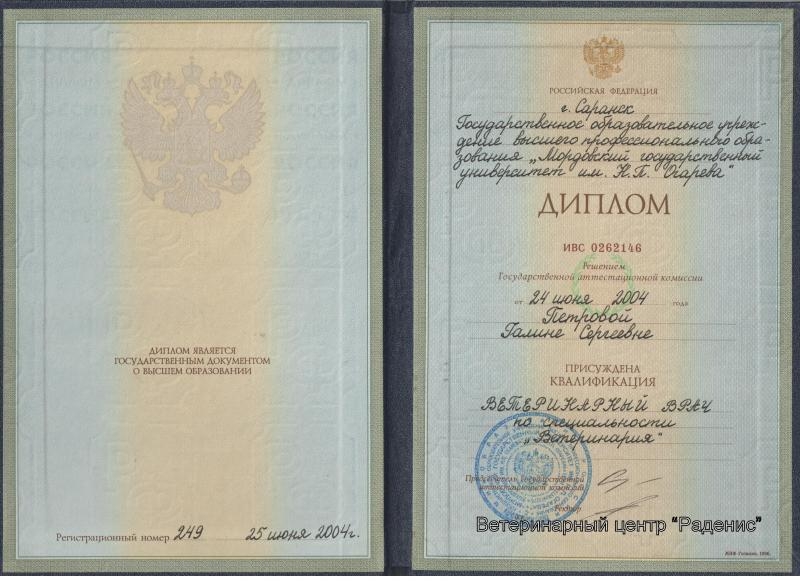 ДИПЛОМ ЯВЛЯЕТСЯ
ГОСУДАРСТВЕННЫМ ДОКУМЕНТОМ
О ВЫСШЕМ ОБРАЗОВАНИИ
Регистрационный номер 249 25 июня 2004г.
РОССИЙСКАЯ ФЕДЕРАЦИЯ
г. Саранск
Государственное образовательное учреж-
дение высшего профессионального обра-
зования „Мордовский государственный
университет им. Н.П. Огарева"
ДИПЛОМ
ИВС 0262146
Решением
Государственной аттестационной комиссии
от 24 июня 2004 года
Петровой
Галине Сергеевне
ПРИСУЖДЕНА
КВАЛИФИКАЦИЯ
ВЕТЕРИНАРНЫЙ ВРАЧ
по специальности
„Ветеринария"
Председатель Государственной
аттестационной комиссии
Ректор
Ветеринарный центр "Раденис"